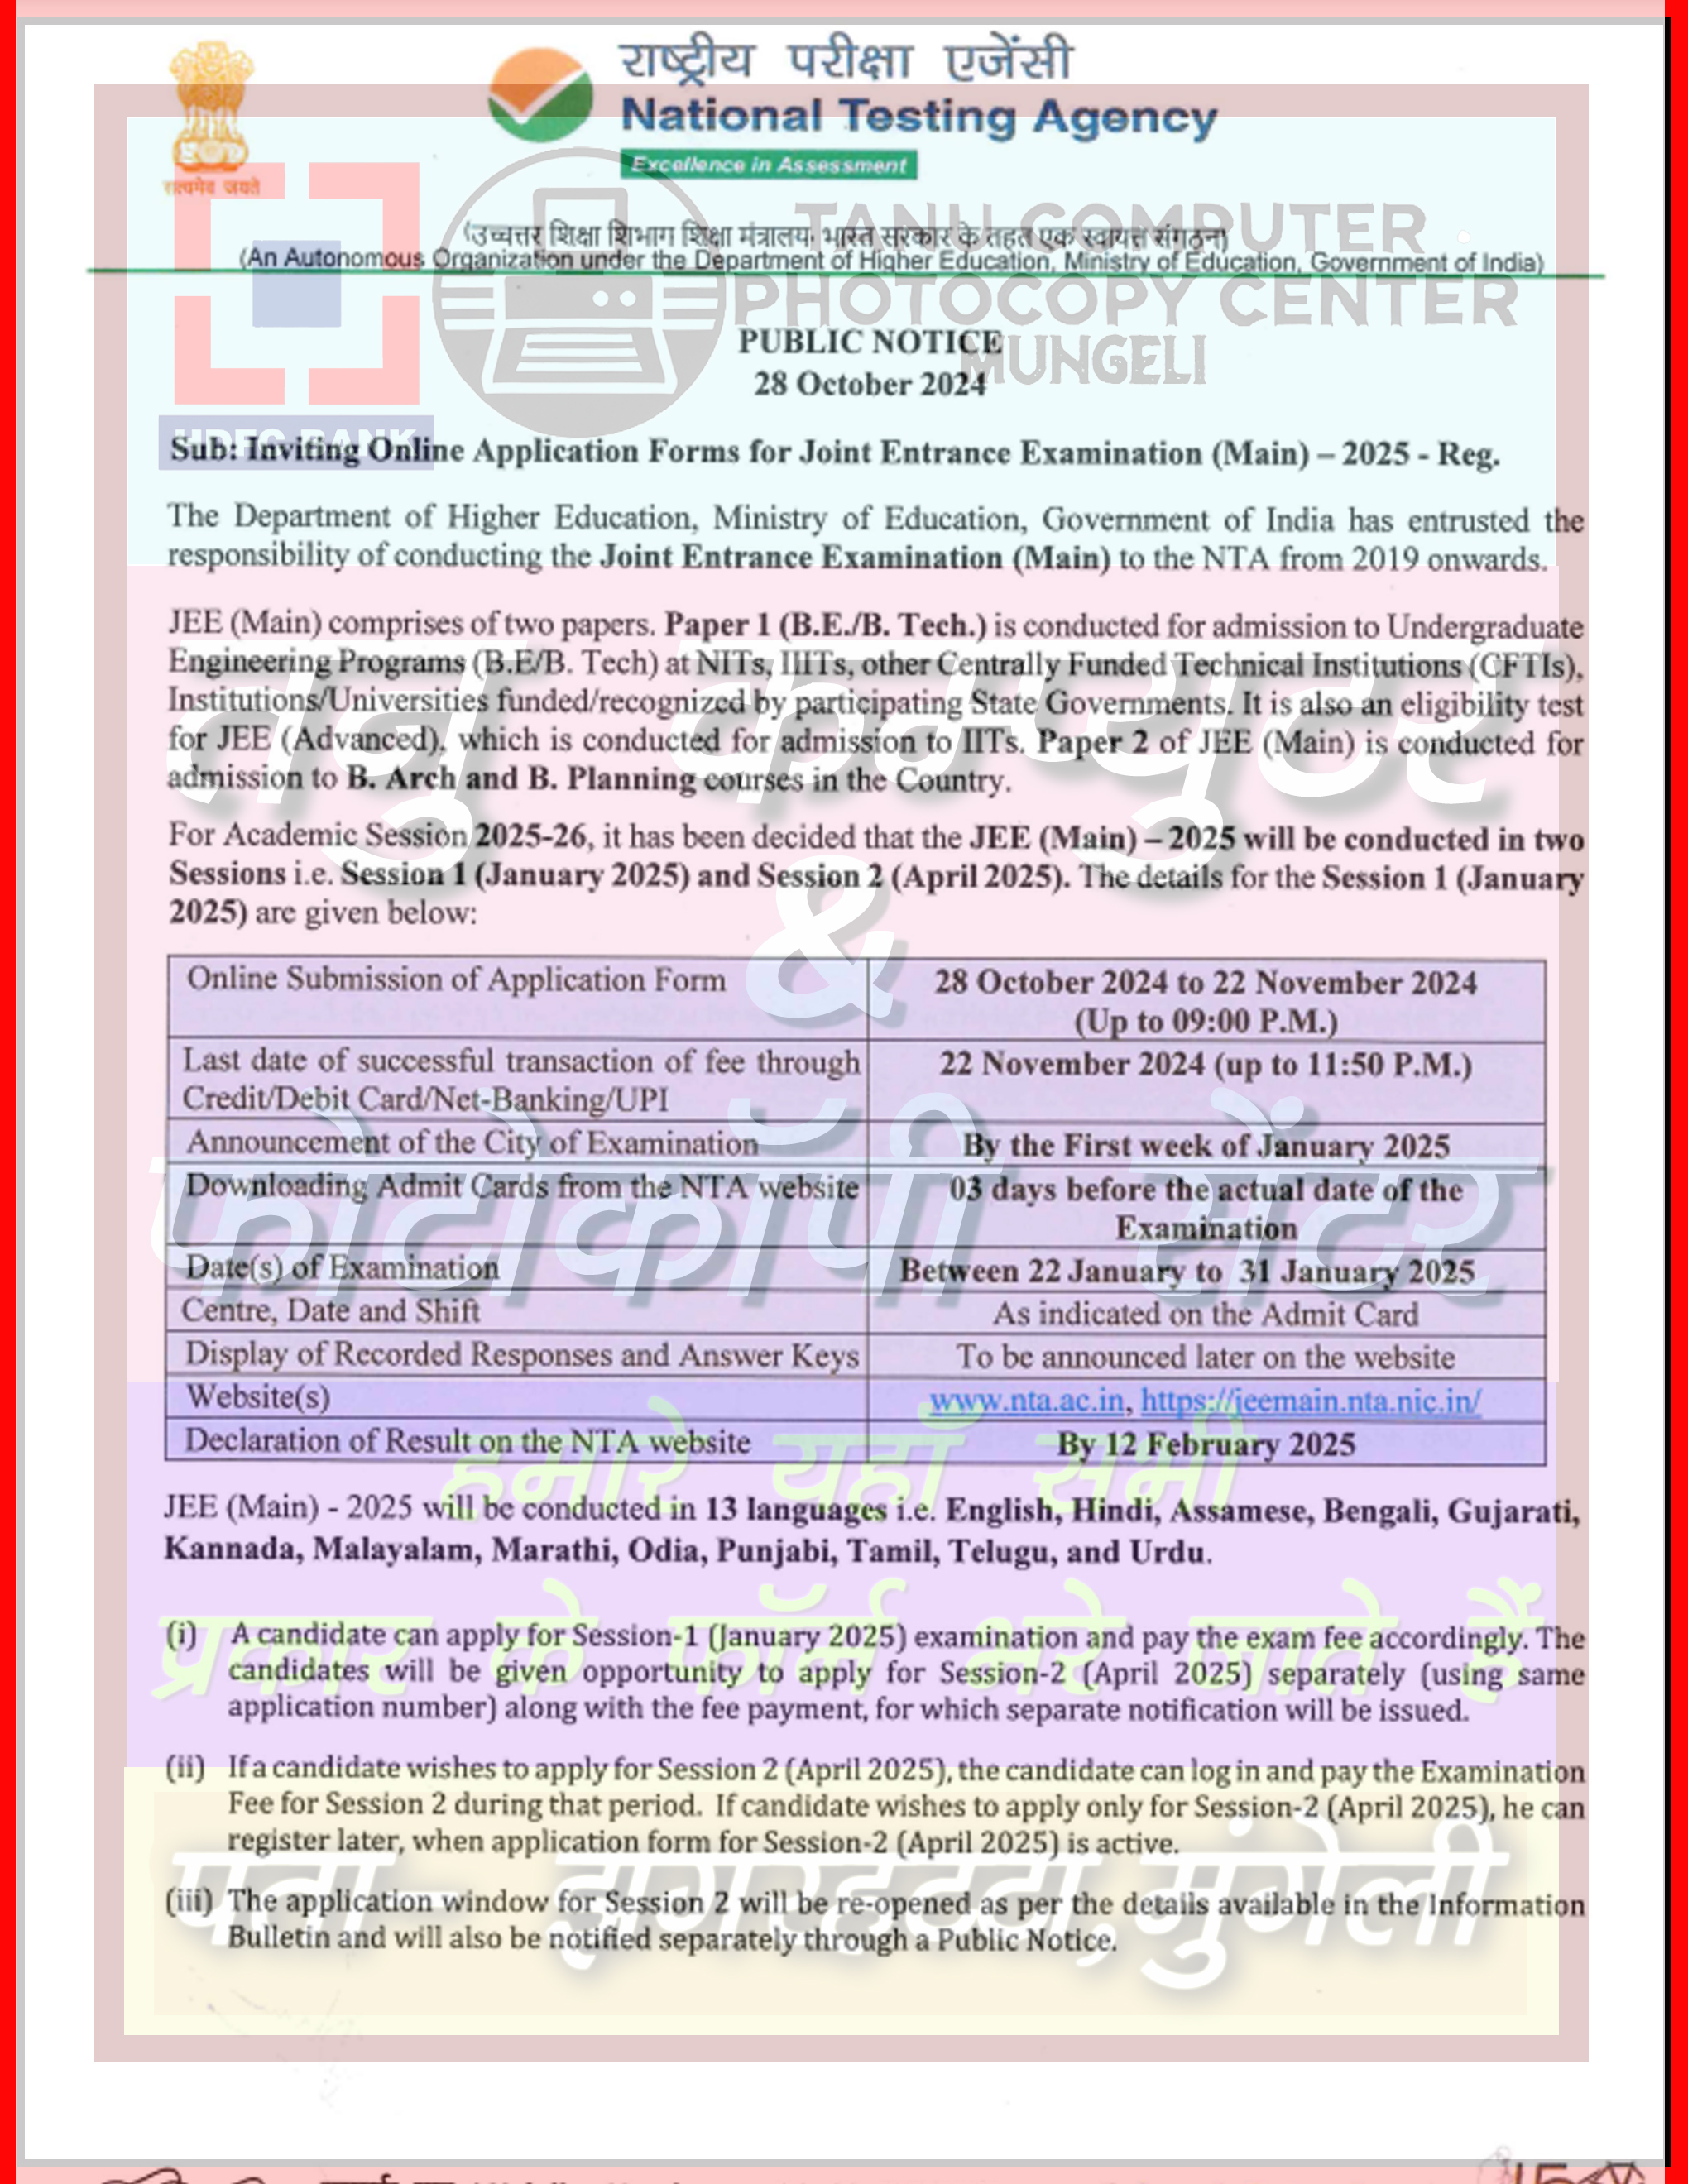 राष्ट्रीय परीक्षा एजेंसी
National Testing Agency
Excellence in Assessment
सत्यमेव जयते
(उच्चत्तर शिक्षा शिभाग शिक्षा मंत्रालय, भारत सरकार के तहत एक स्वायत्त संगठन)
(An Autonomous Organization under the Department of Higher Education, Ministry of Education, Government of India)
TANU COMPUTER
PHOTOCOPY CENTER
MUNGELI
HDFC BANK
PUBLIC NOTICE
28 October 2024
Sub: Inviting Online Application Forms for Joint Entrance Examination (Main) – 2025 - Reg.
The Department of Higher Education, Ministry of Education, Government of India has entrusted the
responsibility of conducting the Joint Entrance Examination (Main) to the NTA from 2019 onwards.
JEE (Main) comprises of two papers. Paper 1 (B.E./B. Tech.) is conducted for admission to Undergraduate
Engineering Programs (B.E/B. Tech) at NITs, IIITs, other Centrally Funded Technical Institutions (CFTIs),
Institutions/Universities funded/recognized by participating State Governments. It is also an eligibility test
for JEE (Advanced), which is conducted for admission to IITs. Paper 2 of JEE (Main) is conducted for
admission to B. Arch and B. Planning courses in the Country.
तनु कम्प्युटर
For Academic Session 2025-26, it has been decided that the JEE (Main) – 2025 will be conducted in two
Sessions i.e. Session 1 (January 2025) and Session 2 (April 2025). The details for the Session 1 (January
2025) are given below:
&
Online Submission of Application Form 28 October 2024 to 22 November 2024
(Up to 09:00 P.M.)
Last date of successful transaction of fee through 22 November 2024 (up to 11:50 P.M.)
Credit/Debit Card/Net-Banking/UPI
Announcement of the City of Examination By the First week of January 2025
Downloading Admit Cards from the NTA website 03 days before the actual date of the
Examination
फोटोकॉपी सेंटर
Date(s) of Examination Between 22 January to 31 January 2025
Centre, Date and Shift As indicated on the Admit Card
Display of Recorded Responses and Answer Keys To be announced later on the website
Website(s) www.nta.ac.in, https://jeemain.nta.nic.in/
Declaration of Result on the NTA website By 12 February 2025
हमारे यहाँ सभी
JEE (Main) - 2025 will be conducted in 13 languages i.e. English, Hindi, Assamese, Bengali, Gujarati,
Kannada, Malayalam, Marathi, Odia, Punjabi, Tamil, Telugu, and Urdu.
प्रकार के फॉर्म भरे जाते हैं
(i) A candidate can apply for Session-1 (January 2025) examination and pay the exam fee accordingly. The
candidates will be given opportunity to apply for Session-2 (April 2025) separately (using same
application number) along with the fee payment, for which separate notification will be issued.
(ii) If a candidate wishes to apply for Session 2 (April 2025), the candidate can log in and pay the Examination
Fee for Session 2 during that period. If candidate wishes to apply only for Session-2 (April 2025), he can
register later, when application form for Session-2 (April 2025) is active.
पता- झगरहट्टा,मुंगेली
(iii) The application window for Session 2 will be re-opened as per the details available in the Information
Bulletin and will also be notified separately through a Public Notice.